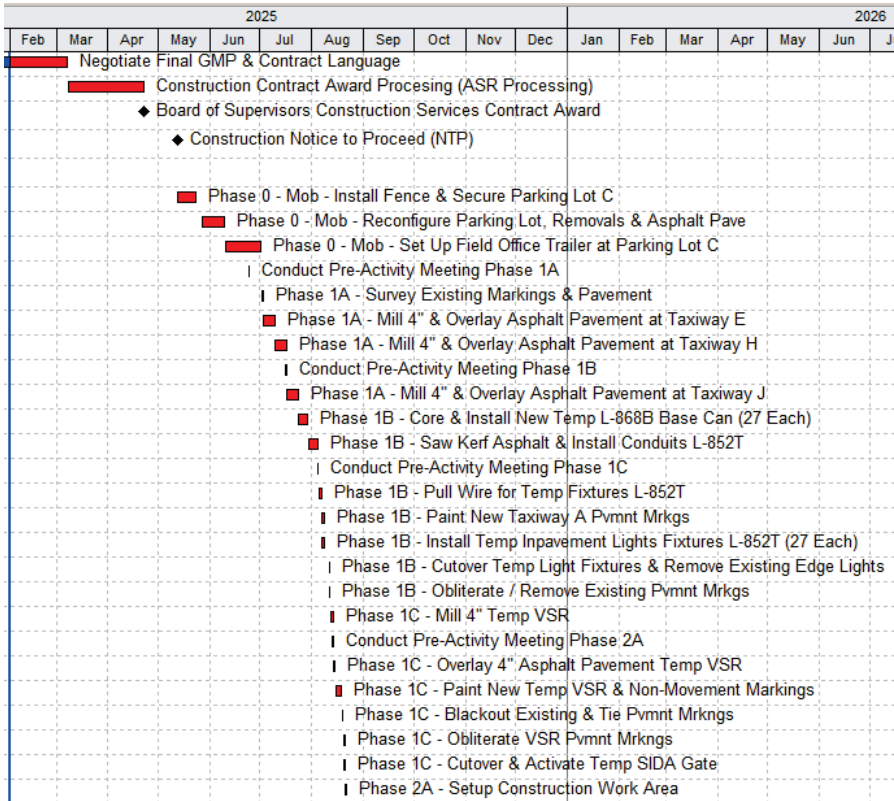 2025 2026
Feb Mar Apr May Jun Jul Aug Sep Oct Nov Dec Jan Feb Mar Apr May Jun
Negotiate Final GMP & Contract Language
Construction Contract Award Procesing (ASR Processing)
Board of Supervisors Construction Services Contract Award
Construction Notice to Proceed (NTP)
Phase 0 - Mob - Install Fence & Secure Parking Lot C
Phase 0 - Mob - Reconfigure Parking Lot, Removals & Asphalt Pave
Phase 0 - Mob - Set Up Field Office Trailer at Parking Lot C
Conduct Pre-Activity Meeting Phase 1A
Phase 1A - Survey Existing Markings & Pavement
Phase 1A - Mill 4" & Overlay Asphalt Pavement at Taxiway E
Phase 1A - Mill 4" & Overlay Asphalt Pavement at Taxiway H
Conduct Pre-Activity Meeting Phase 1B
Phase 1A - Mill 4" & Overlay Asphalt Pavement at Taxiway J
Phase 1B - Core & Install New Temp L-868B Base Can (27 Each)
Phase 1B - Saw Kerf Asphalt & Install Conduits L-852T
Conduct Pre-Activity Meeting Phase 1C
Phase 1B - Pull Wire for Temp Fixtures L-852T
Phase 1B - Paint New Taxiway A Pvmnt Mrkgs
Phase 1B - Install Temp Inpavement Lights Fixtures L-852T (27 Each)
Phase 1B - Cutover Temp Light Fixtures & Remove Existing Edge Lights
Phase 1B - Obliterate / Remove Existing Pvmnt Mrkgs
Phase 1C - Mill 4" Temp VSR
Conduct Pre-Activity Meeting Phase 2A
Phase 1C - Overlay 4" Asphalt Pavement Temp VSR
Phase 1C - Paint New Temp VSR & Non-Movement Markings
Phase 1C - Blackout Existing & Tie Pvmnt Mrkngs
Phase 1C - Obliterate VSR Pvmnt Mrkngs
Phase 1C - Cutover & Activate Temp SIDA Gate
Phase 2A - Setup Construction Work Area